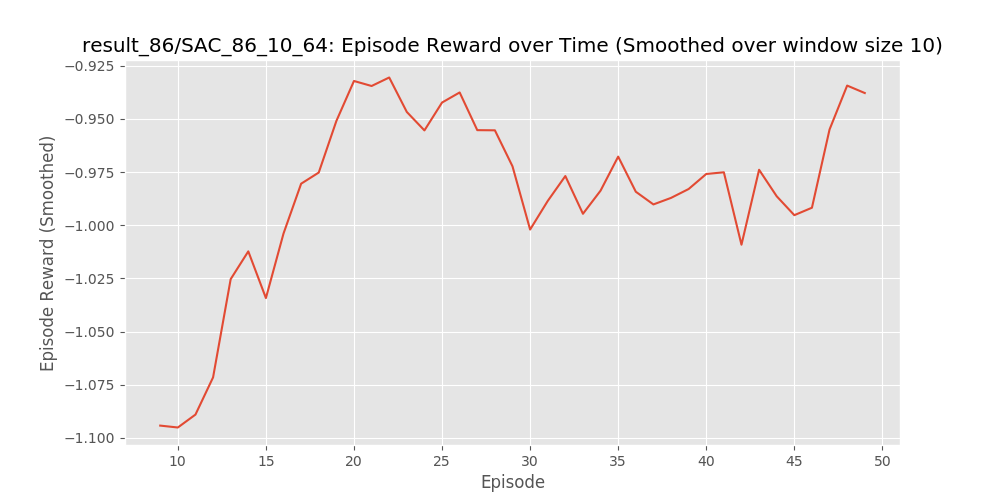 result_86/SAC_86_10_64: Episode Reward over Time (Smoothed over window size 10)
Episode Reward (Smoothed)
−0.925
−0.950
−0.975
−1.000
−1.025
−1.050
−1.075
−1.100
10 15 20 25 30 35 40 45 50
Episode